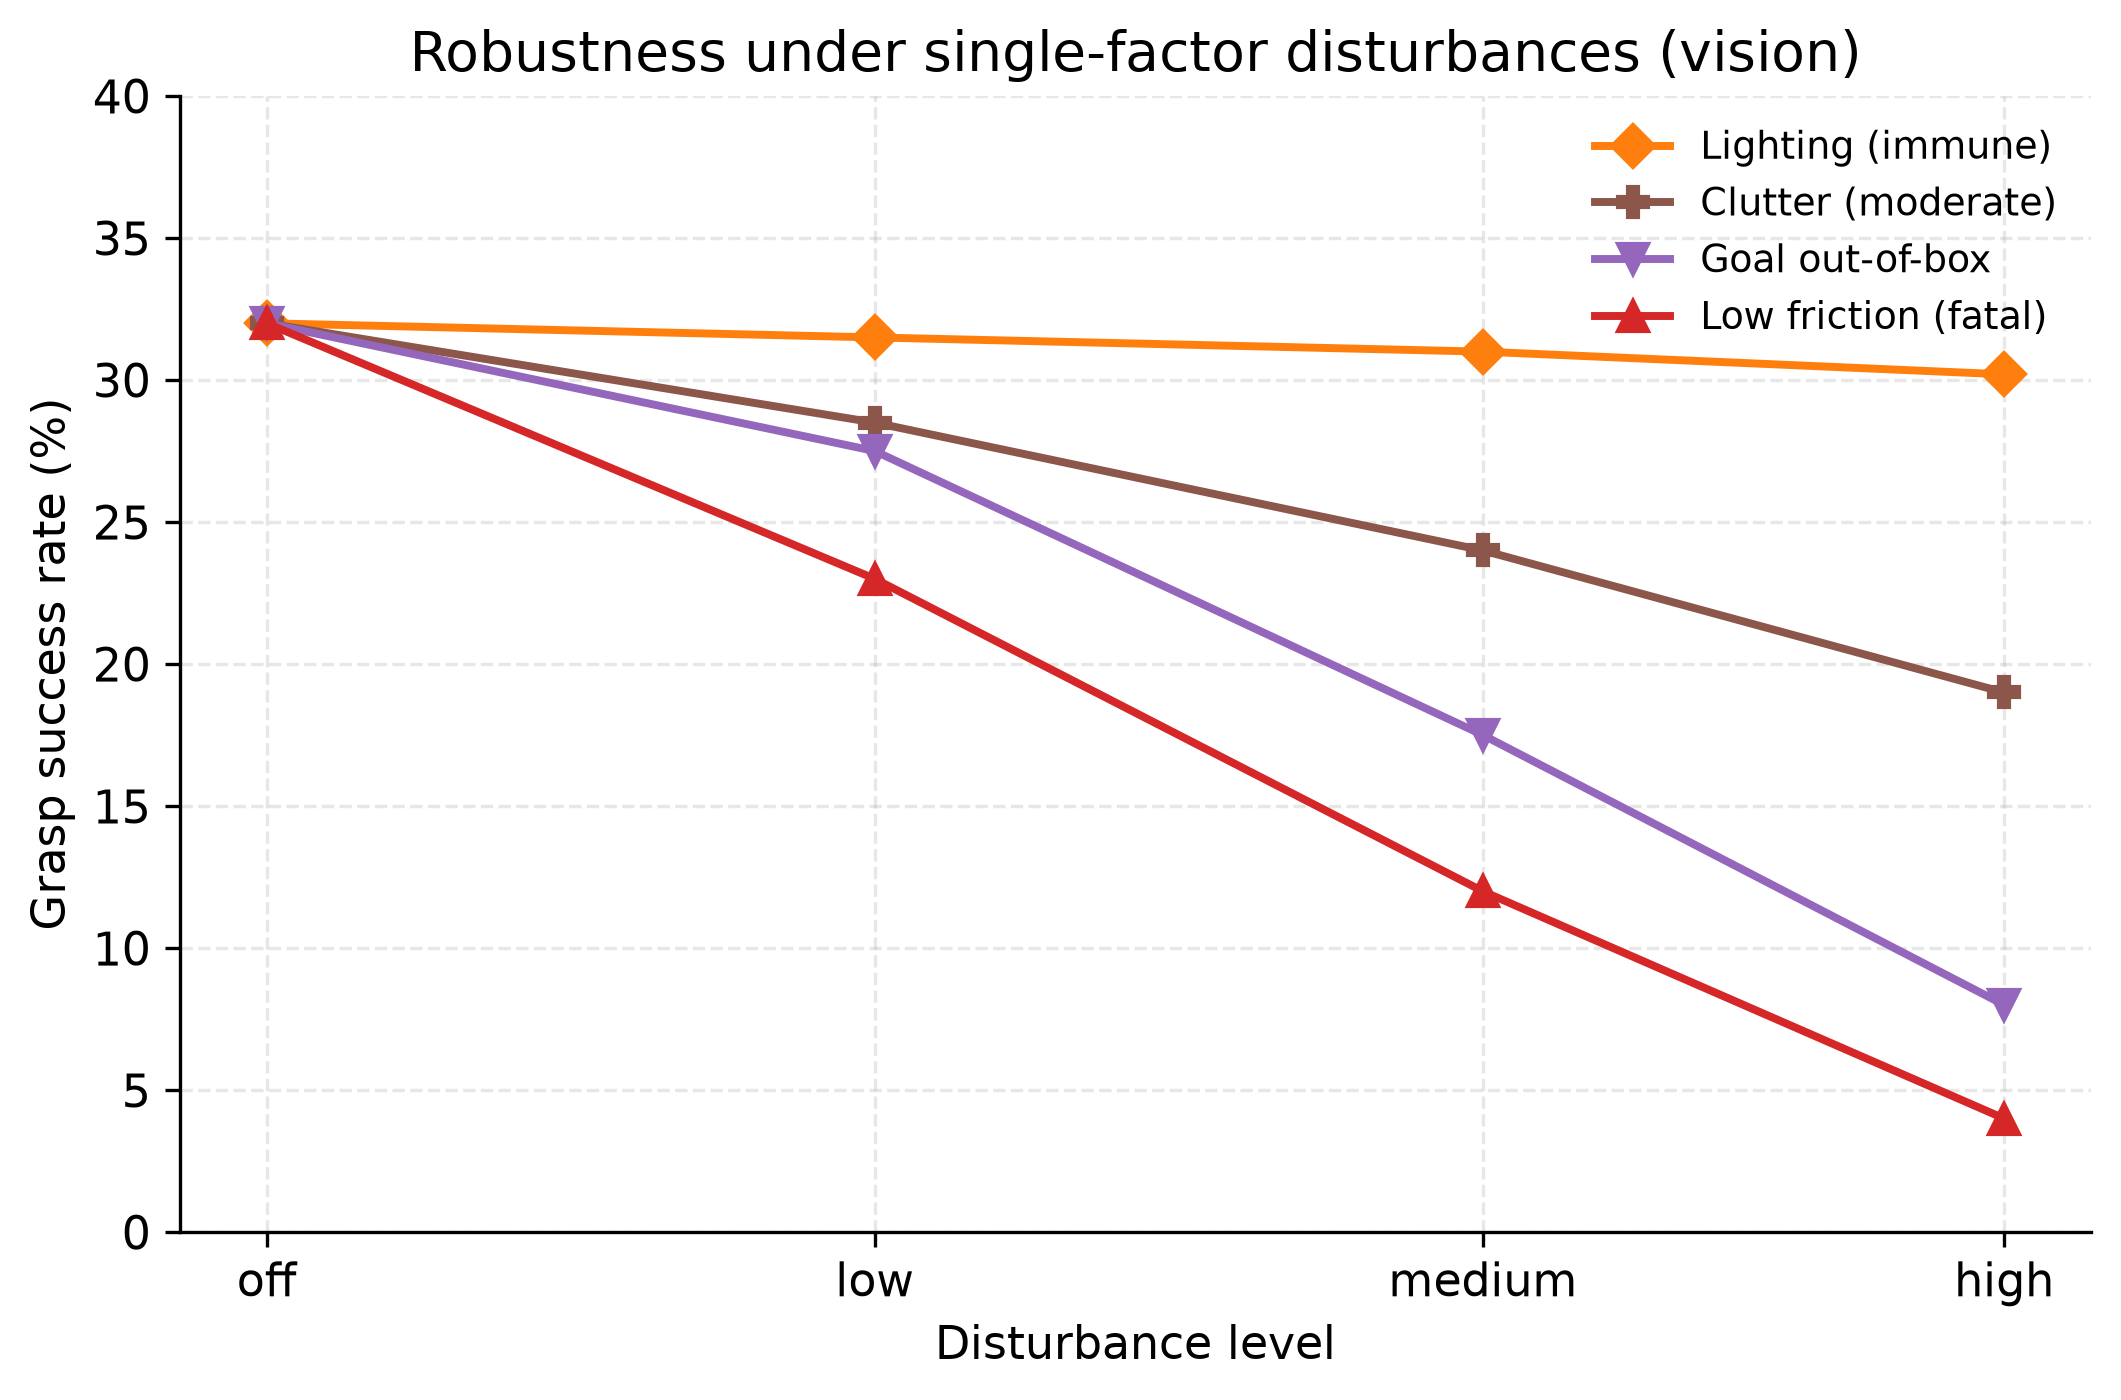 Robustness under single-factor disturbances (vision)
40
35
30
25
20
15
10
5
0
Grasp success rate (%)
Lighting (immune)
Clutter (moderate)
Goal out-of-box
Low friction (fatal)
off
low
medium
high
Disturbance level